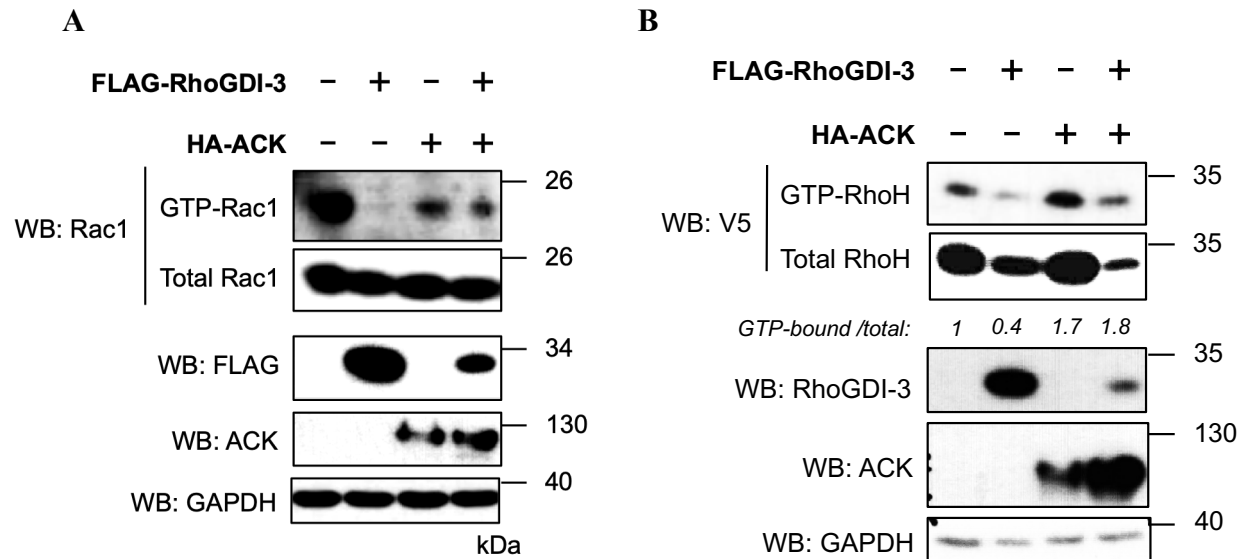 A
FLAG-RhoGDI-3 − + − +
HA-ACK − − + +
WB: Rac1
GTP-Rac1 26
Total Rac1 26
WB: FLAG 34
WB: ACK 130
WB: GAPDH 40
kDa
B
FLAG-RhoGDI-3 − + − +
HA-ACK − − + +
WB: V5
GTP-RhoH 35
Total RhoH 35
GTP-bound /total: 1 0.4 1.7 1.8
WB: RhoGDI-3 35
WB: ACK 130
WB: GAPDH 40